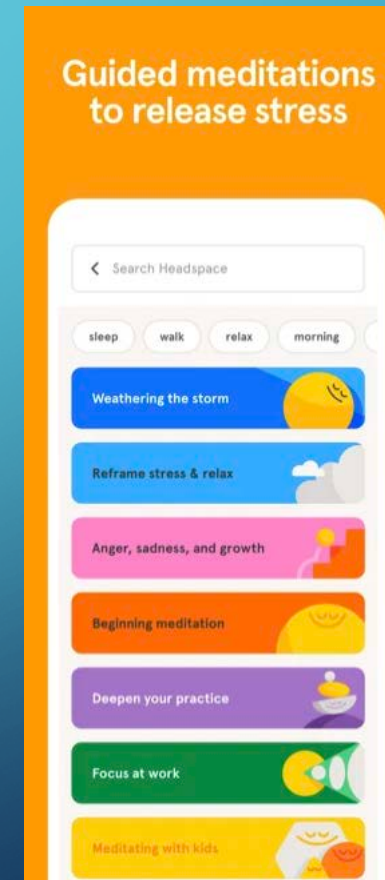 Guided meditations
to release stress
Search Headspace
sleep walk relax morning
Weathering the storm
Reframe stress & relax
Anger, sadness, and growth
Beginning meditation
Deepen your practice
Focus at work
Meditating with kids